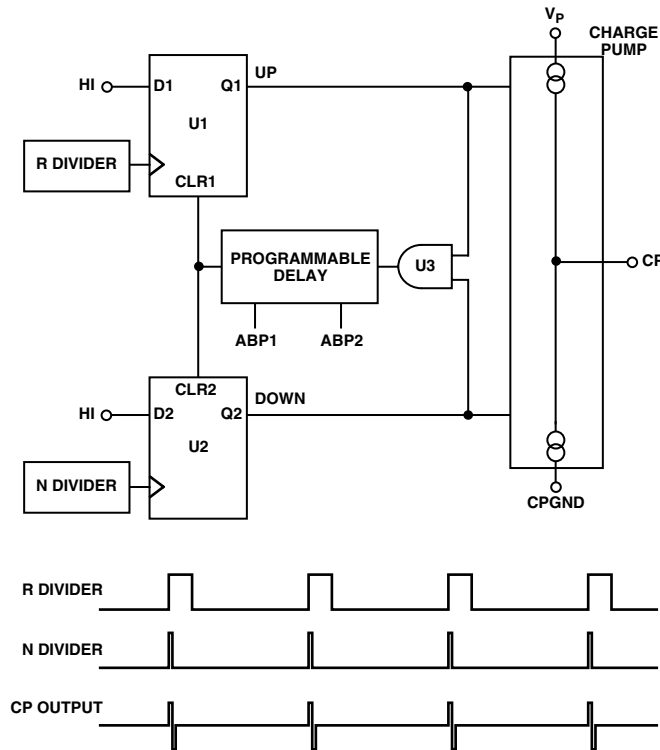 VP
CHARGE
PUMP
UP
HI
D1
Q1
U1
R DIVIDER
CLR1
PROGRAMMABLE
DELAY
U3
CP
ABP1
ABP2
CLR2
DOWN
HI
D2
Q2
U2
N DIVIDER
CPGND
R DIVIDER
N DIVIDER
CP OUTPUT